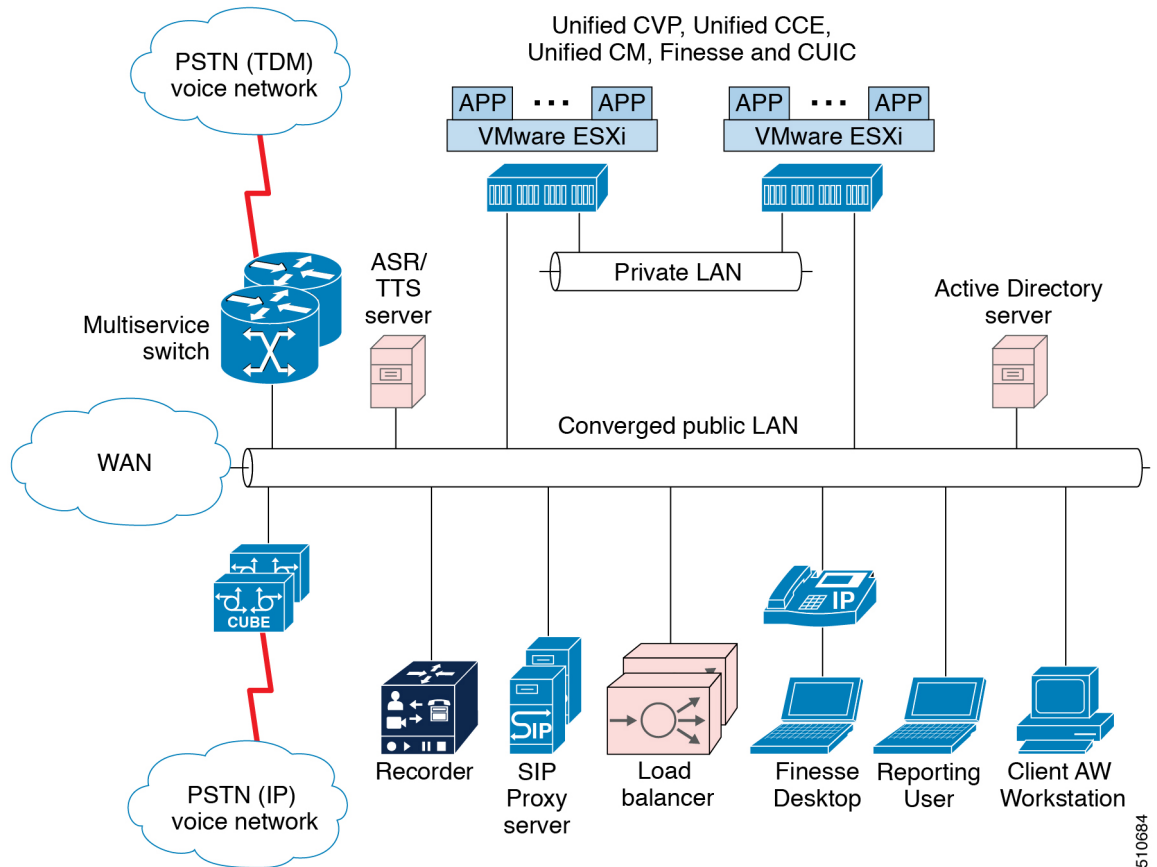 Unified CVP, Unified CCE,
Unified CM, Finesse and CUIC
PSTN (TDM)
voice network
APP ... APP
VMware ESXi
APP ... APP
VMware ESXi
Private LAN
ASR/
TTS
server
Active Directory
server
Multiservice
switch
Converged public LAN
WAN
CUBE
IP
SIP
Recorder
SIP
Proxy
server
Load
balancer
Finesse
Desktop
Reporting
User
Client AW
Workstation
PSTN (IP)
voice network
510684